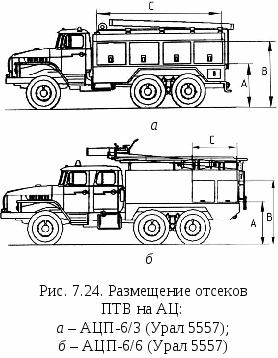 C
A
B
а
C
A
B
б
Рис. 7.24. Размещение отсеков
ПТВ на АЦ:
а – АЦП-6/3 (Урал 5557);
б – АЦП-6/6 (Урал 5557)